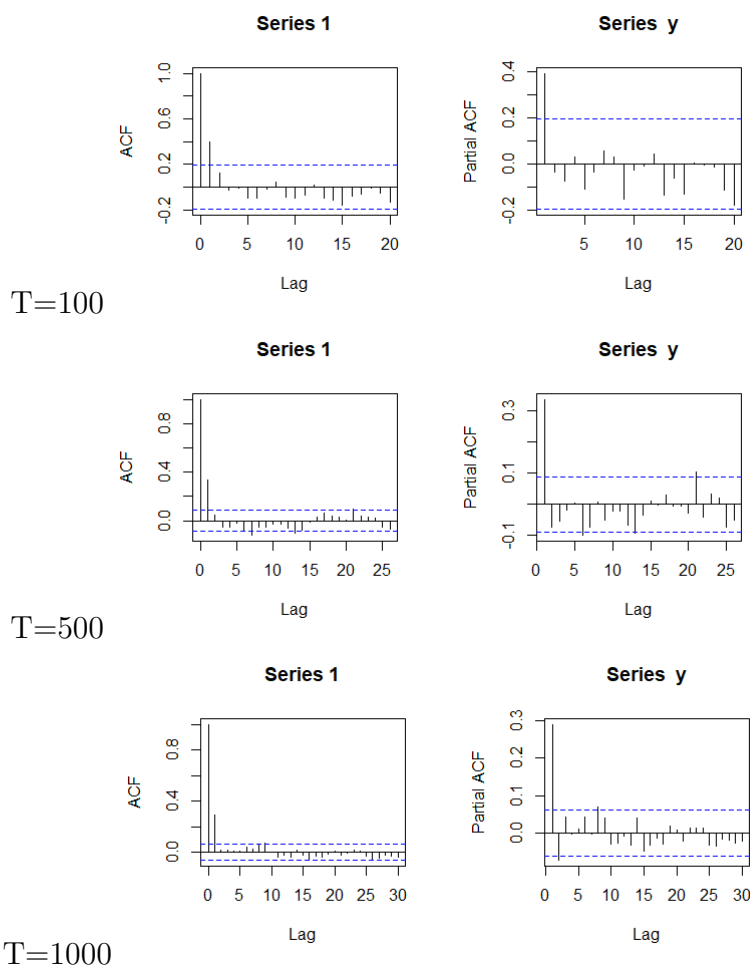 Series 1
Series y
ACF
1.0
0.6
0.2
-0.2
0 5 10 15 20
Lag
Partial ACF
0.4
0.2
0.0
-0.2
5 10 15 20
Lag
T=100
Series 1
Series y
ACF
0.8
0.4
0.0
0 5 10 15 20 25
Lag
Partial ACF
0.3
0.1
-0.1
0 5 10 15 20 25
Lag
T=500
Series 1
Series y
ACF
0.8
0.4
0.0
0 5 10 15 20 25 30
Lag
Partial ACF
0.3
0.2
0.1
0.0
0 5 10 15 20 25 30
Lag
T=1000